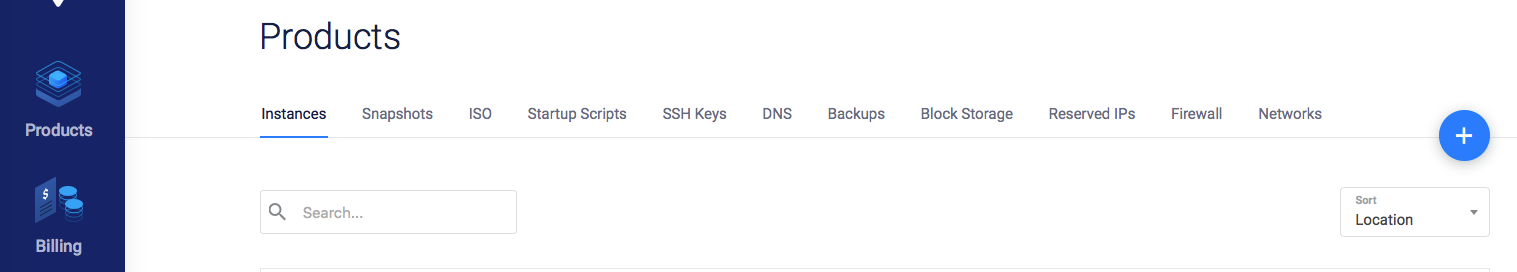 Products
Instances Snapshots ISO Startup Scripts SSH Keys DNS Backups Block Storage Reserved IPs Firewall Networks
+
Search...
Sort
Location
Products
$
Billing